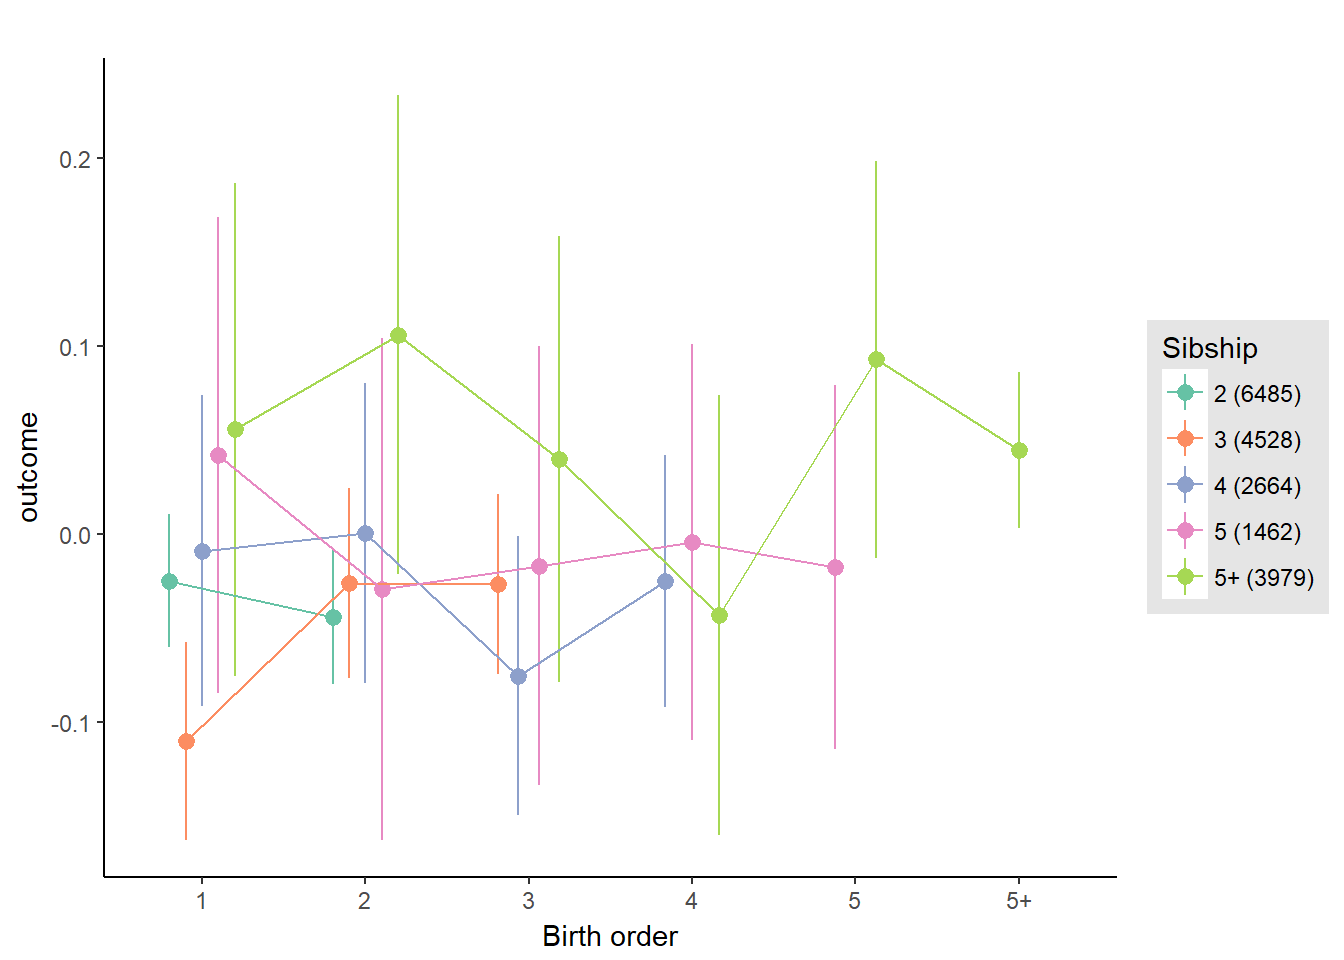 0.2
0.1
0.0
-0.1
outcome
1 2 3 4 5 5+
Birth order
Sibship
2 (6485)
3 (4528)
4 (2664)
5 (1462)
5+ (3979)